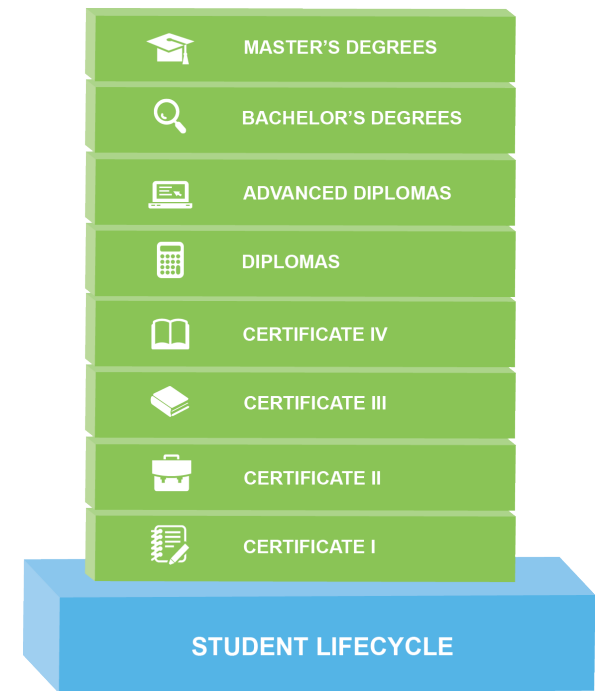 MASTER'S DEGREES
BACHELOR'S DEGREES
ADVANCED DIPLOMAS
DIPLOMAS
CERTIFICATE IV
CERTIFICATE III
CERTIFICATE II
CERTIFICATE I
STUDENT LIFECYCLE